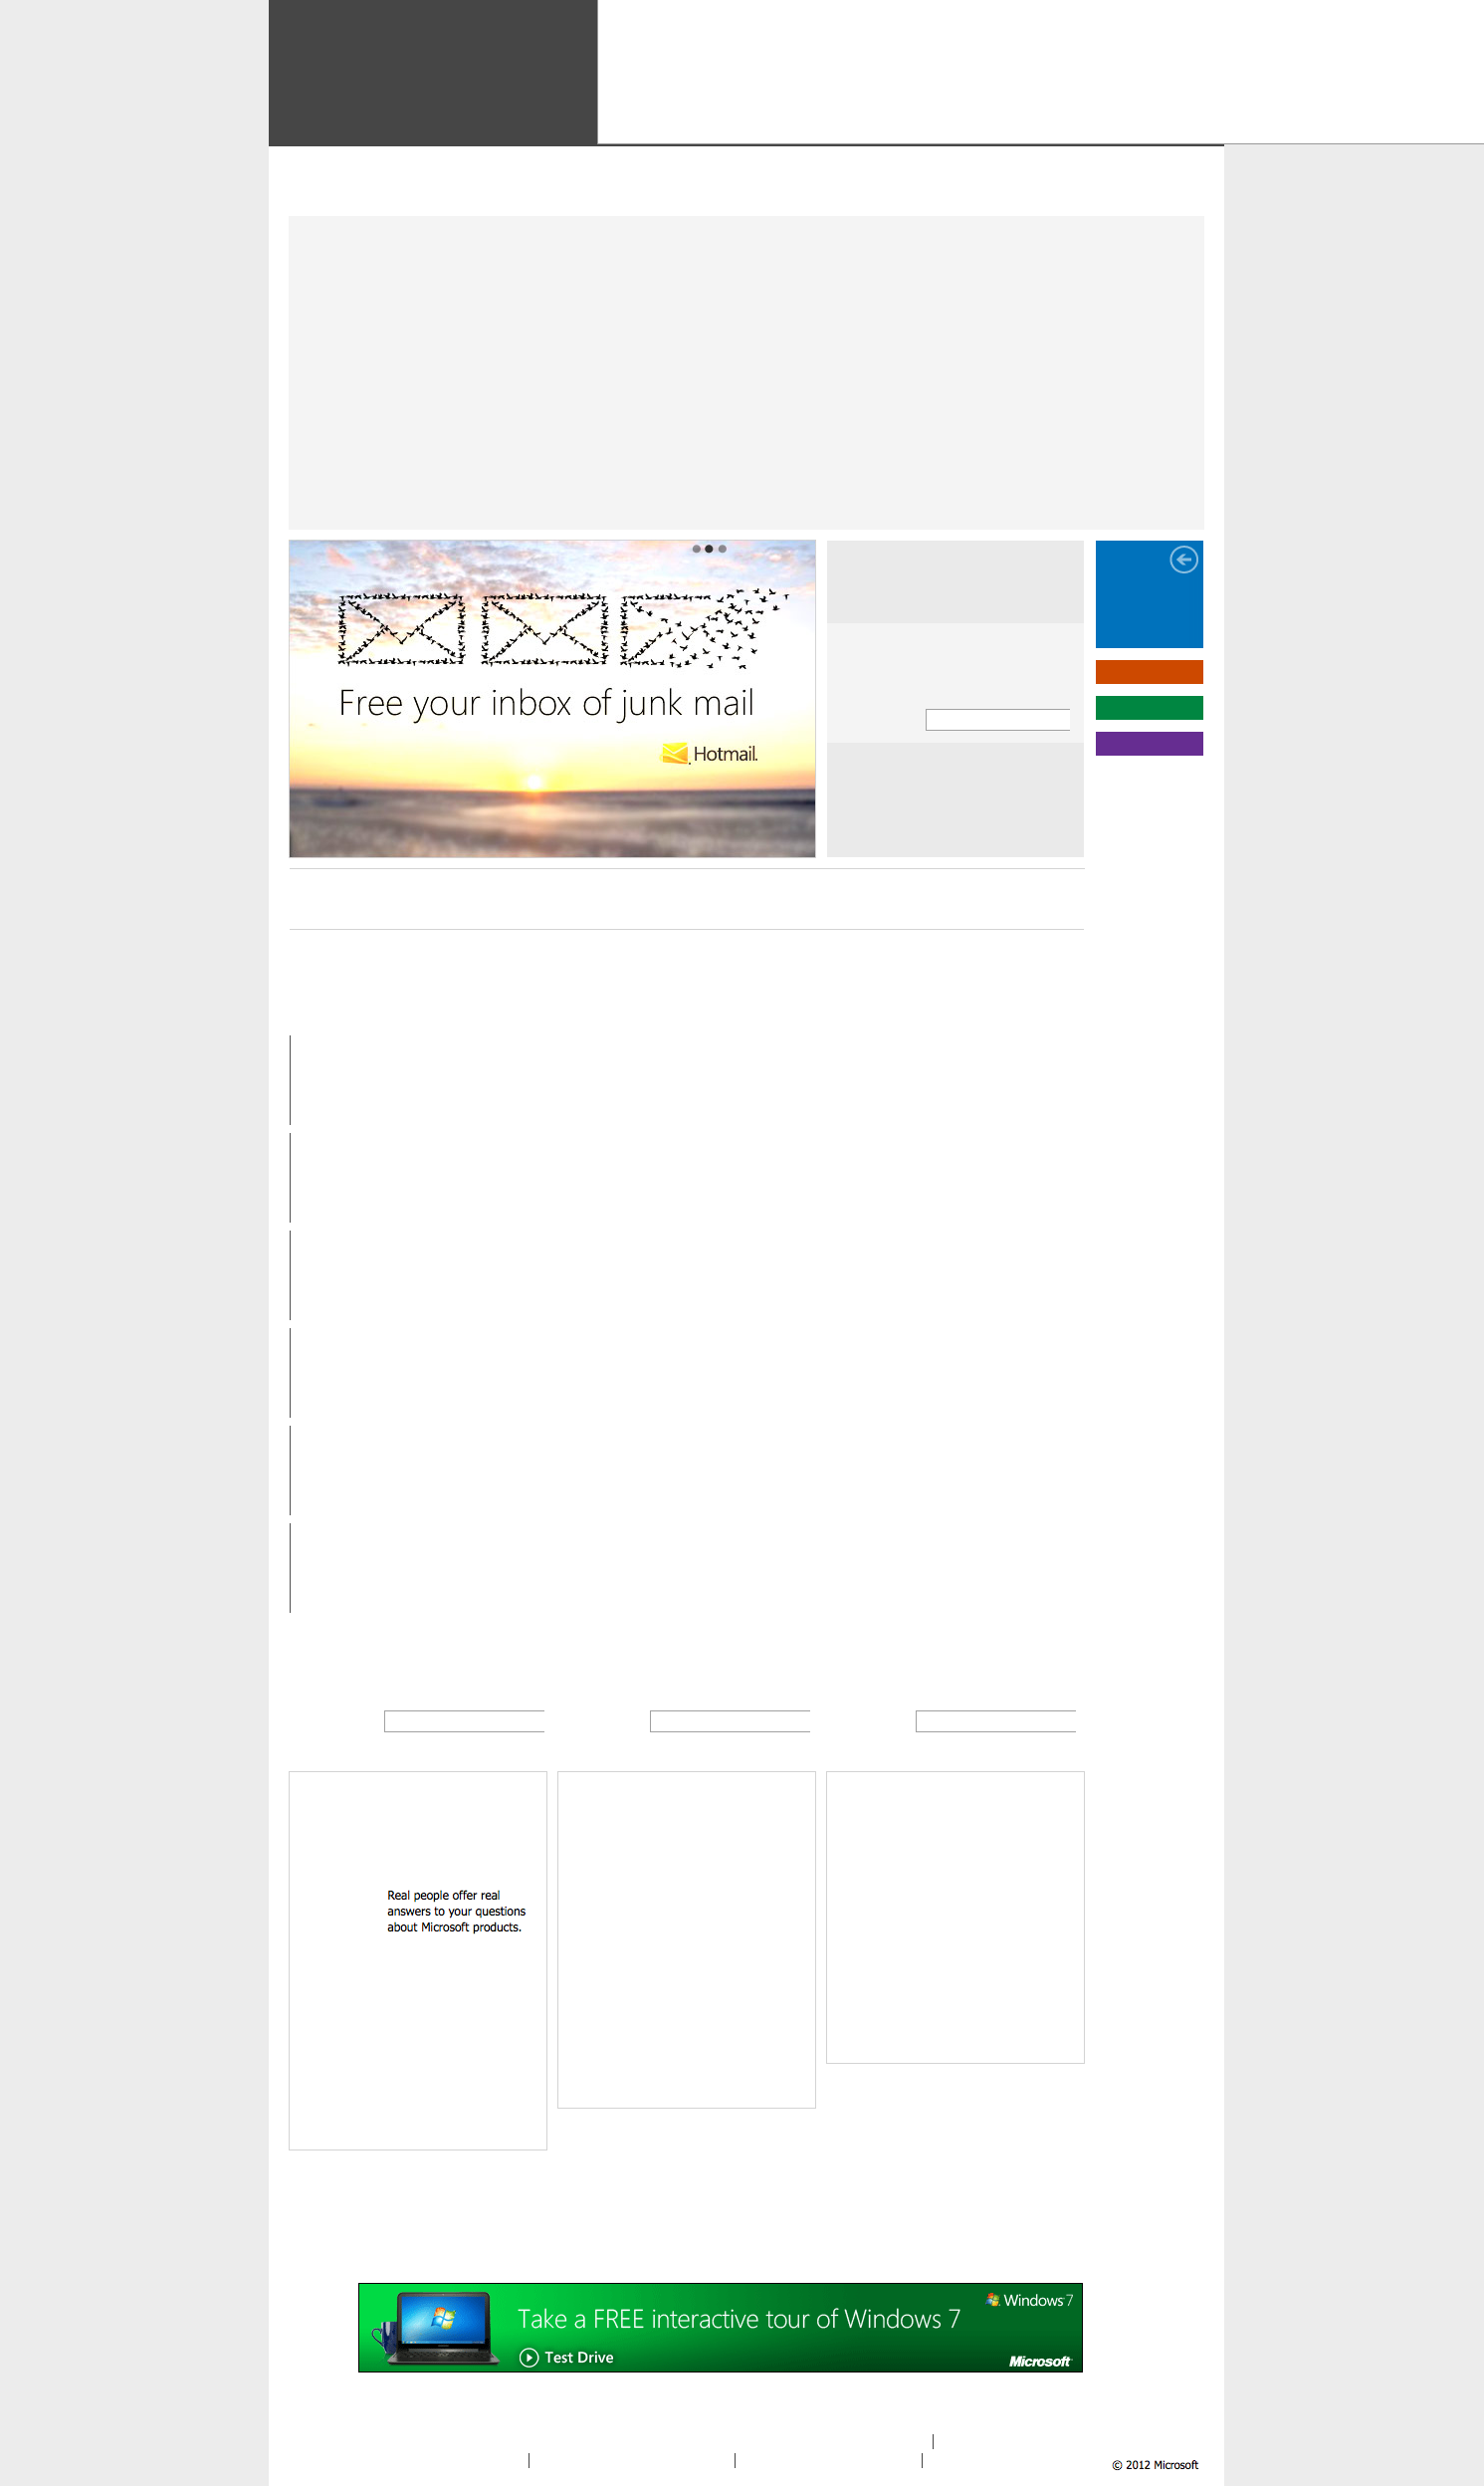 Free your inbox of junk mail
Hotmail.
Real people offer real
answers to your questions
about Microsoft products.
Windows 7
Take a FREE interactive tour of Windows 7
Test Drive
Microsoft
© 2012 Microsoft